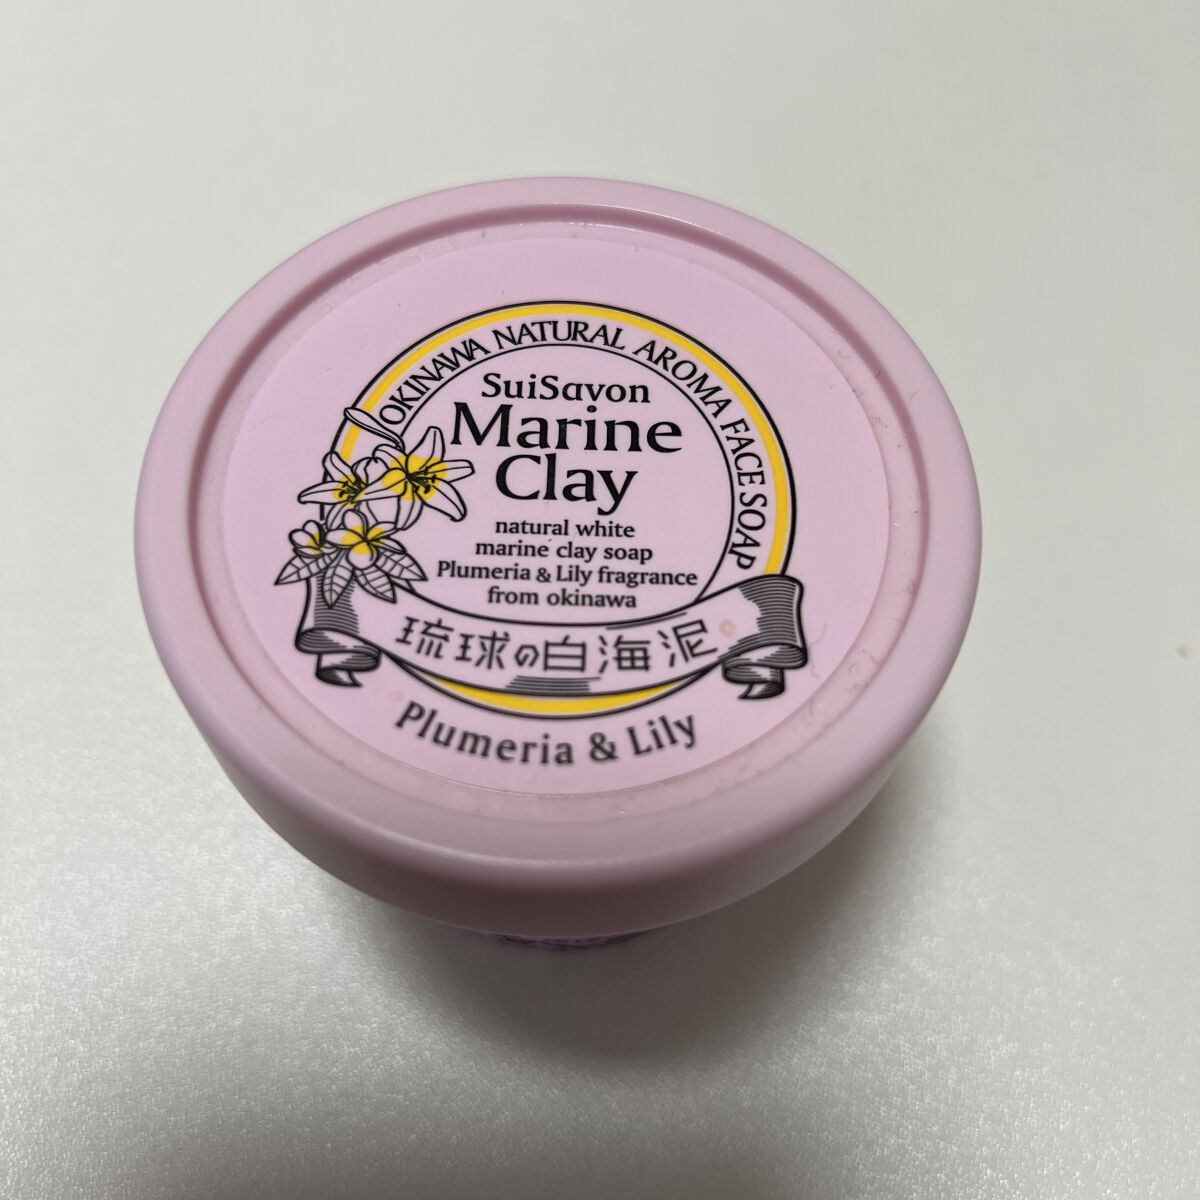 OKINAWA NATURAL AROMA FACE SOAP
SuiSavon
Marine
Clay
natural white
marine clay soap
Plumeria & Lily fragrance
from okinawa
琉球の白海泥
Plumeria & Lily